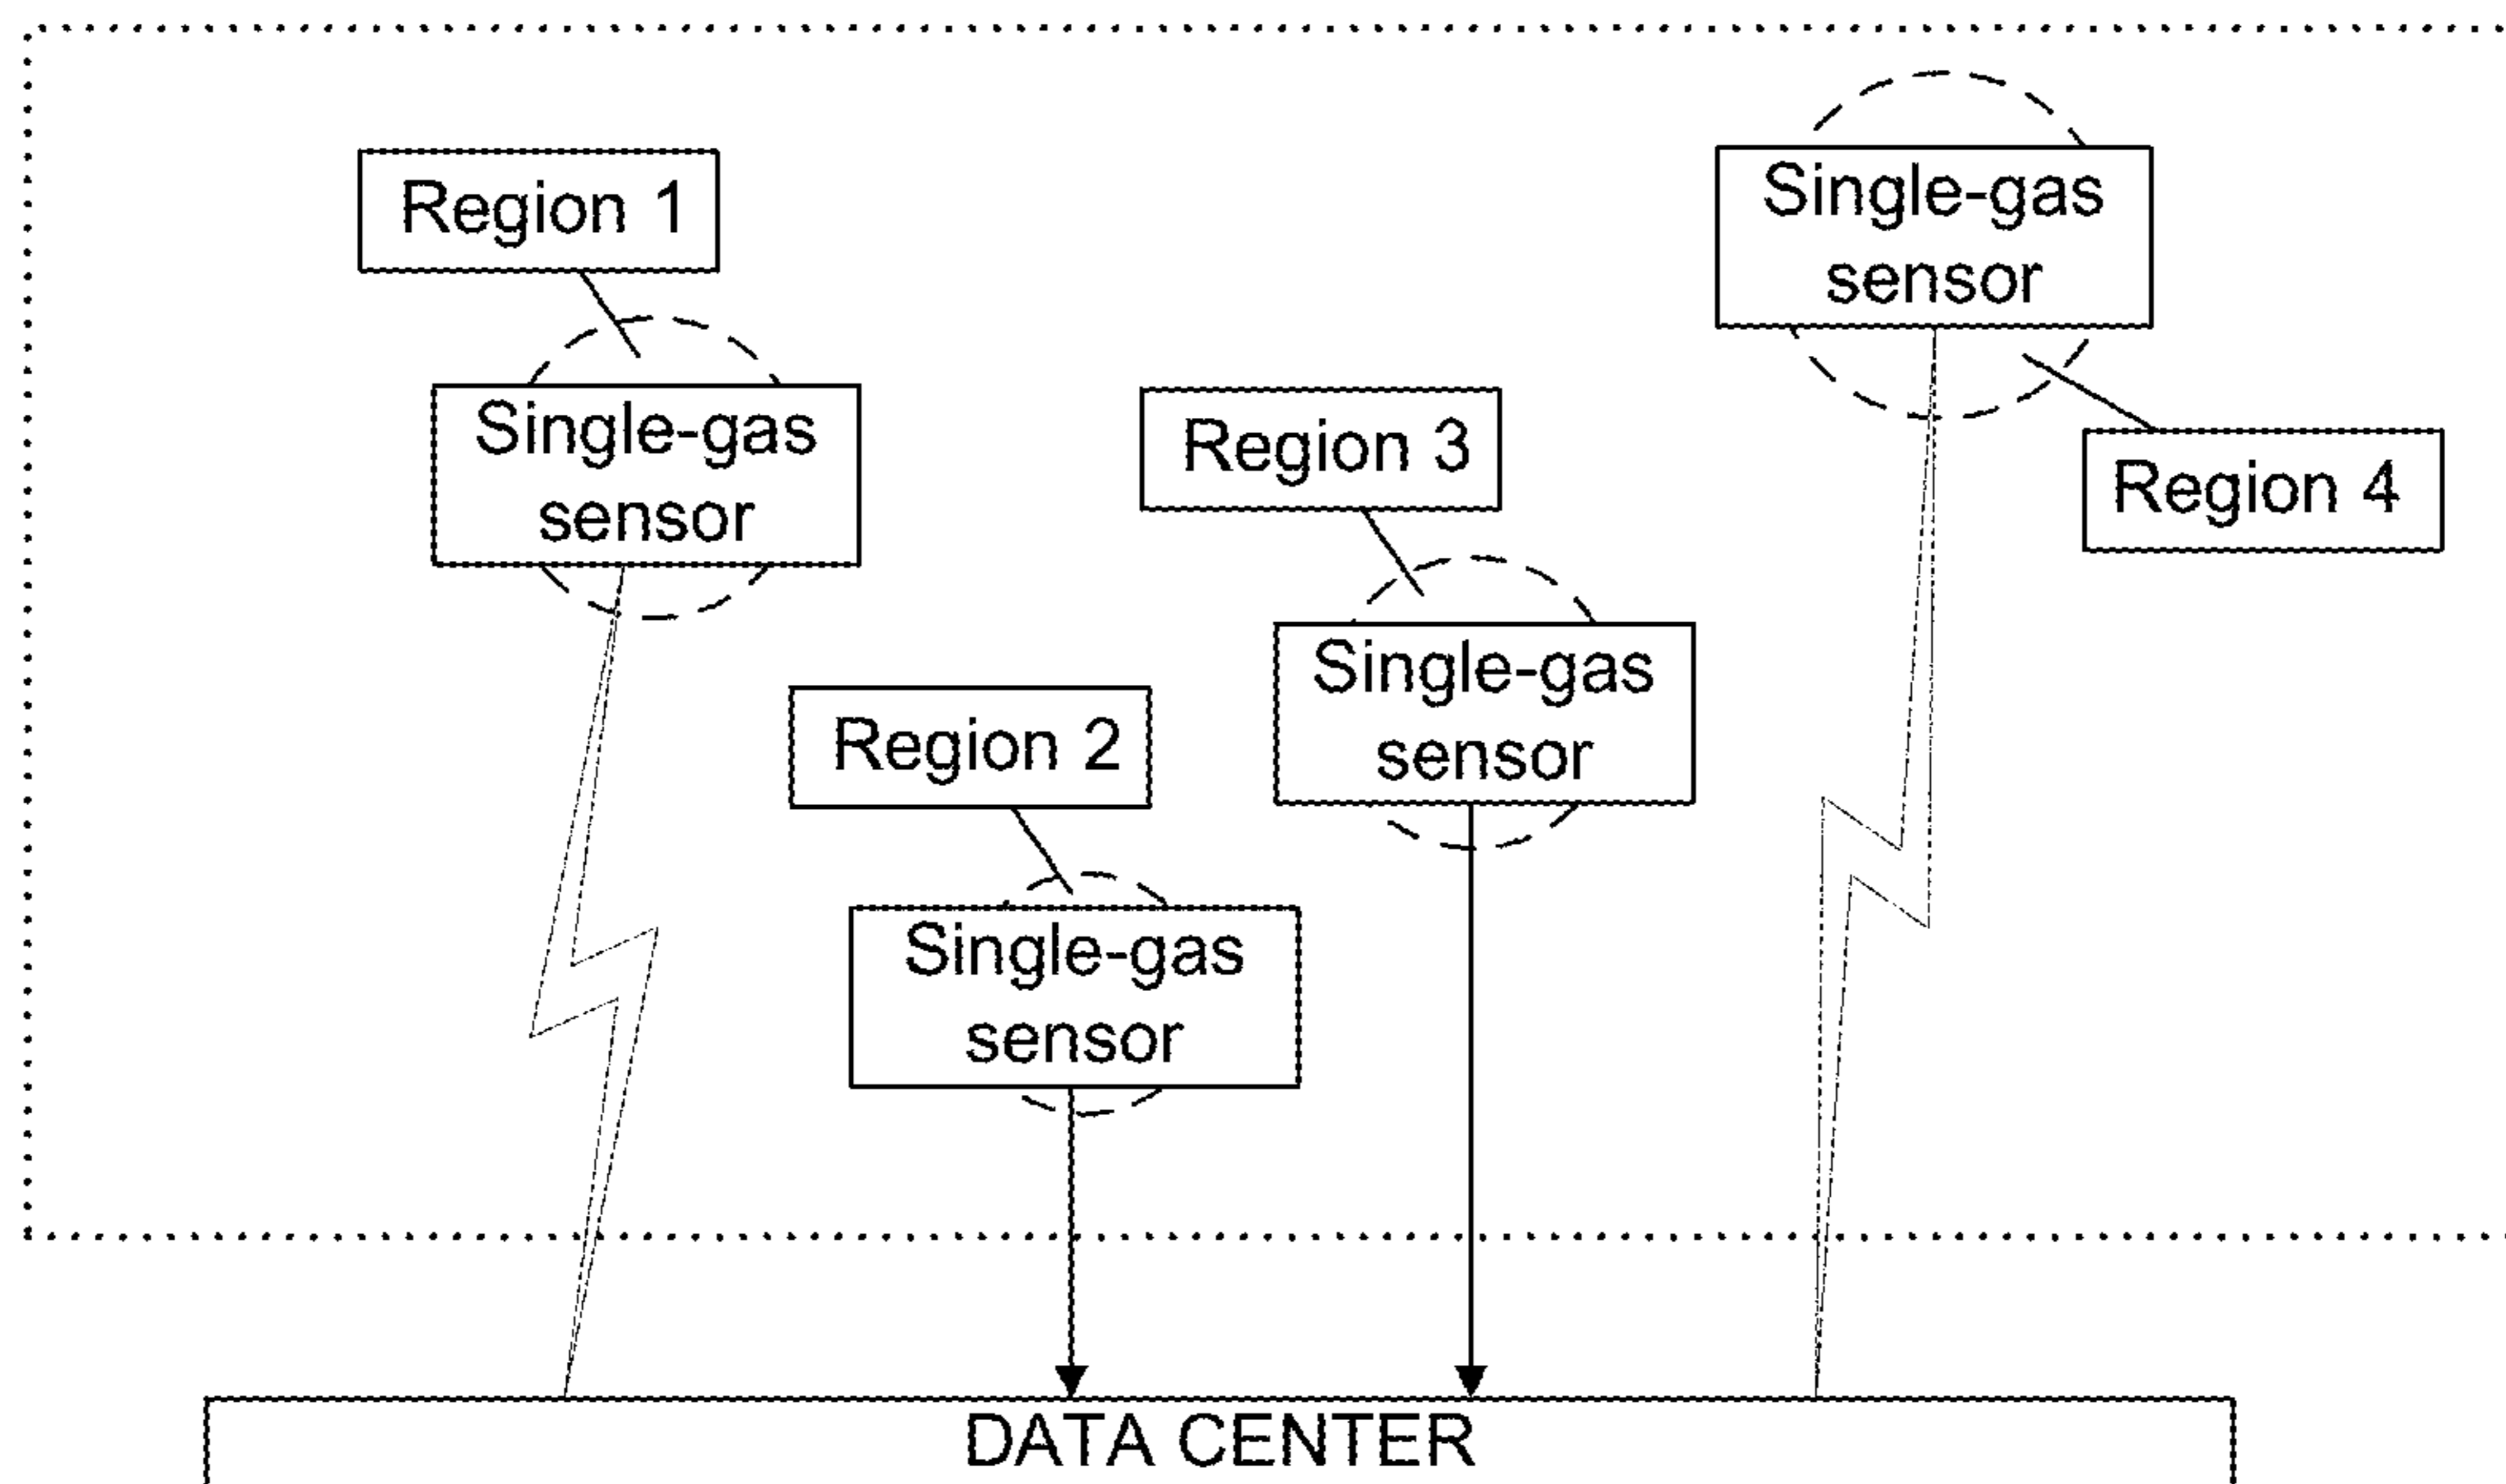 Region 1
Single-gas
sensor
Region 2
Single-gas
sensor
Region 3
Single-gas
sensor
Single-gas
sensor
Region 4
DATA CENTER